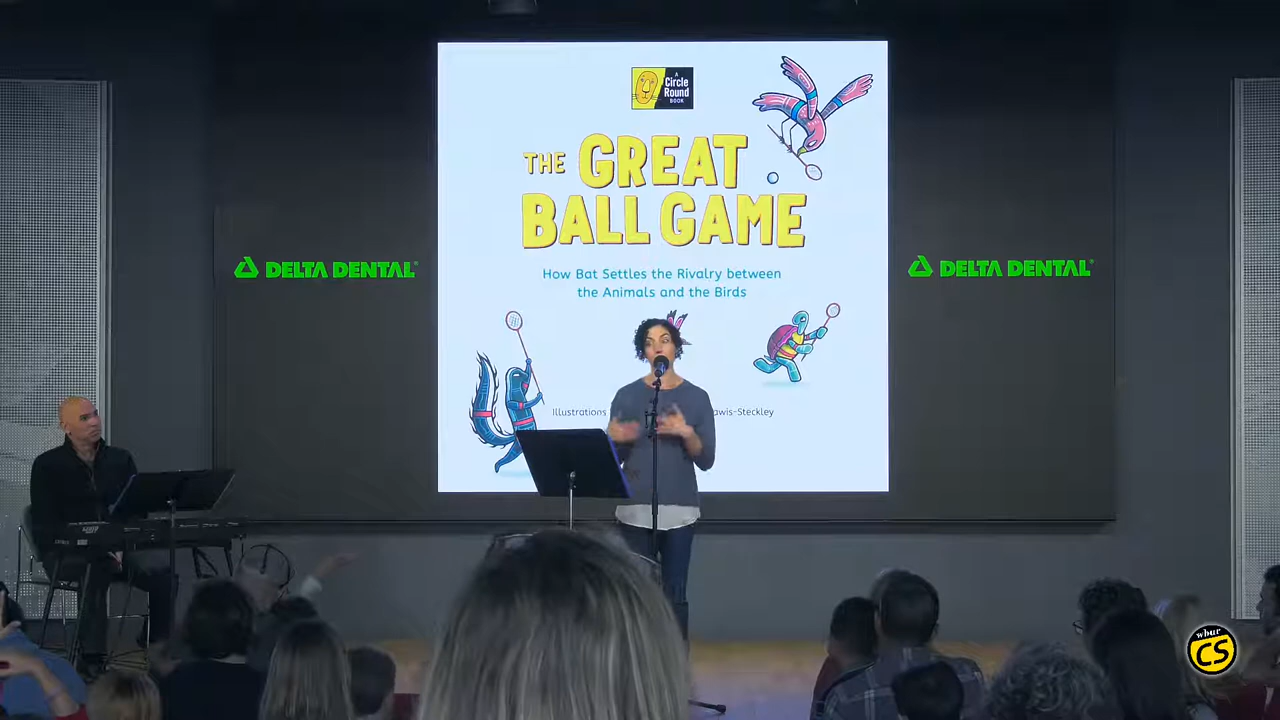 A
Circle
Round
BOOK
THE GREAT
BALL GAME
How Bat Settles the Rivalry between
the Animals and the Birds
DELTA DENTAL®
DELTA DENTAL®
Illustrations
wbur
CS